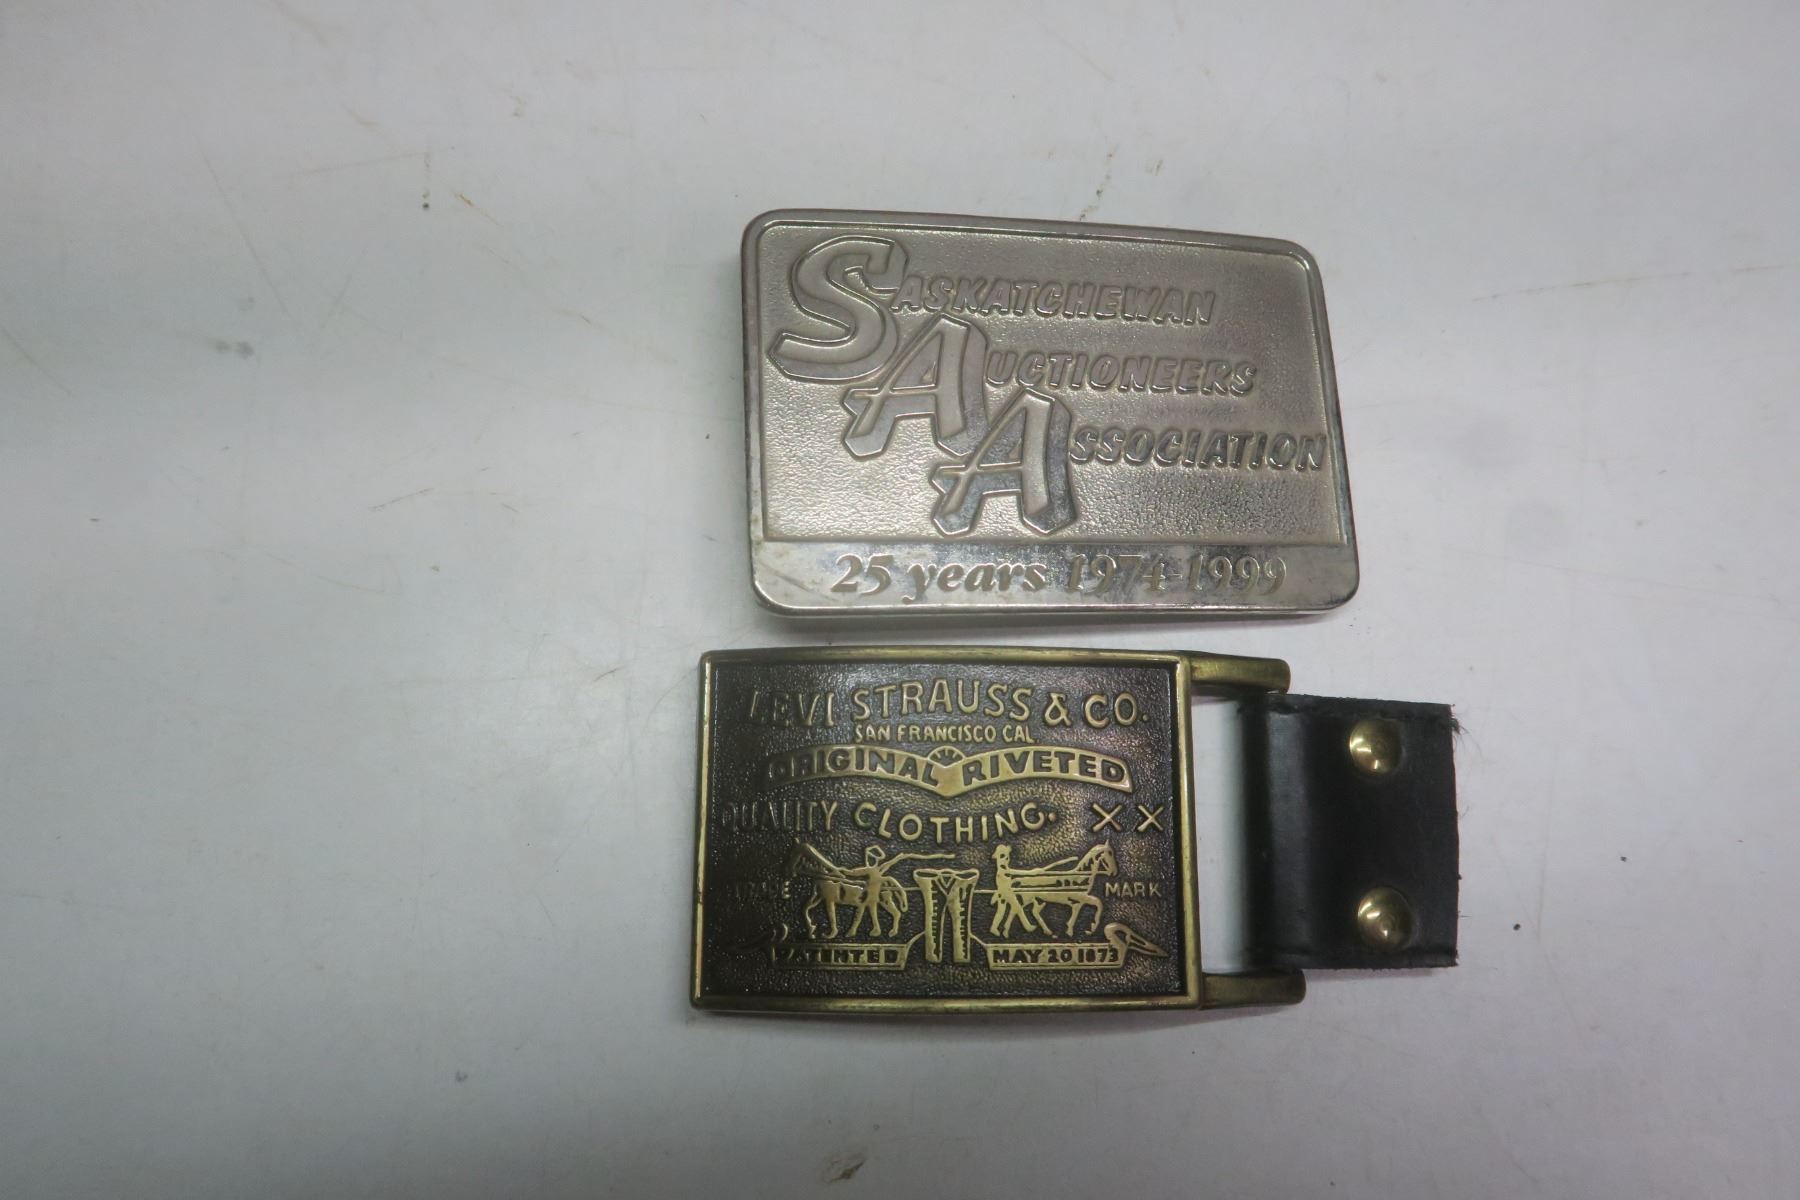 SASKATCHEWAN
AUCTIONEERS
ASSOCIATION
25 years 1974-1999
LEVI STRAUSS & CO.
SAN FRANCISCO CAL
ORIGINAL RIVETED
QUALITY CLOTHING. XX
TRADE MARK
PATENTED MAY 20 1873